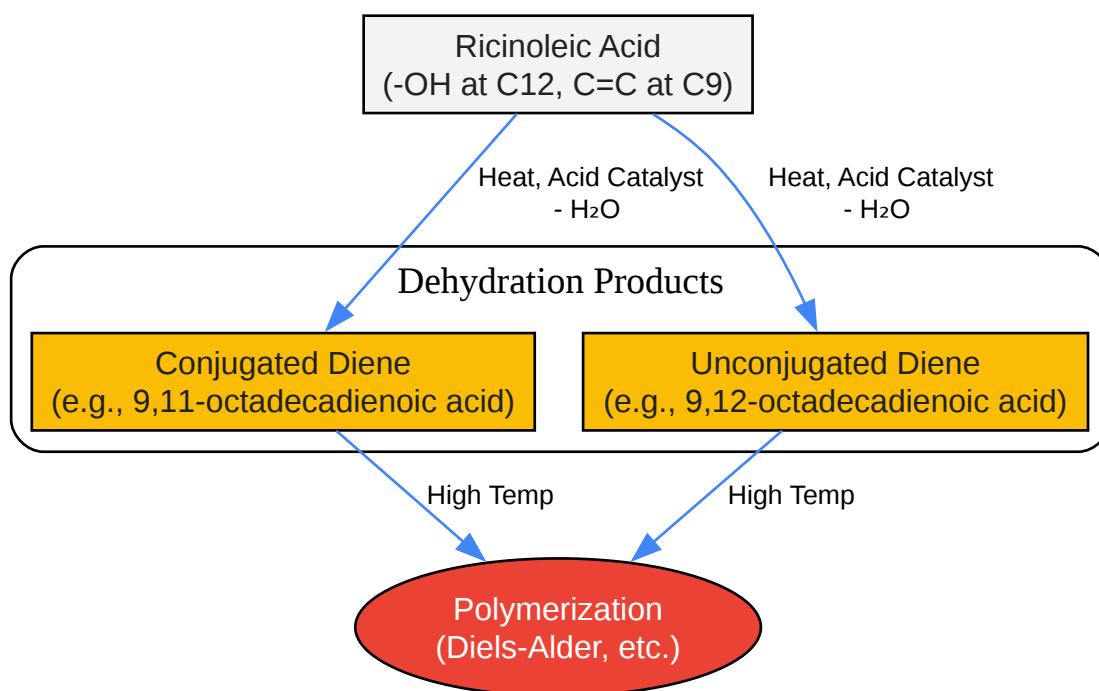 Ricinoleic Acid
(-OH at C12, C=C at C9)
Heat, Acid Catalyst
- H₂O
Heat, Acid Catalyst
- H₂O
Dehydration Products
Conjugated Diene
(e.g., 9,11-octadecadienoic acid)
Unconjugated Diene
(e.g., 9,12-octadecadienoic acid)
High Temp
High Temp
Polymerization
(Diels-Alder, etc.)